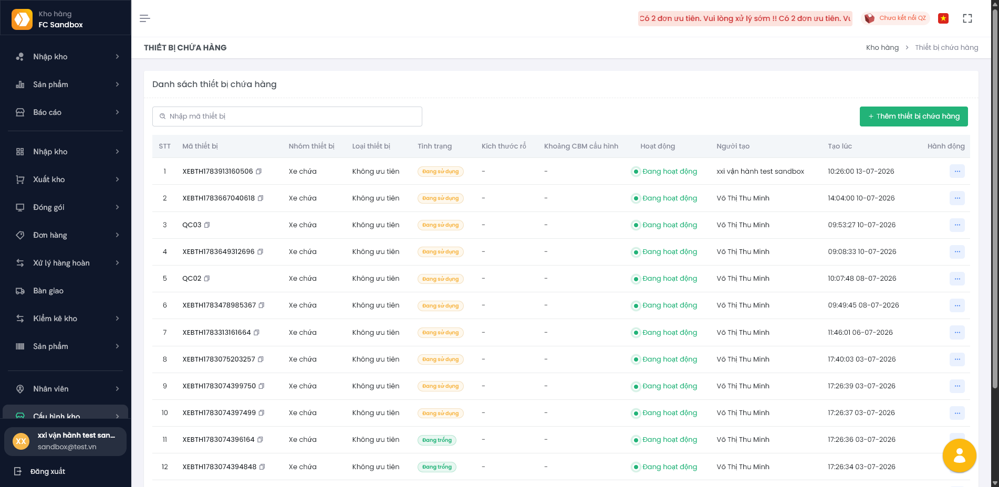 Kho hàng
FC Sandbox
Nhập kho
Sản phẩm
Báo cáo
Nhập kho
Xuất kho
Đóng gói
Đơn hàng
Xử lý hàng hoàn
Bàn giao
Kiểm kê kho
Sản phẩm
Nhân viên
Cấu hình kho
XX
xxi vận hành test san...
sandbox@test.vn
Đăng xuất
Có 2 đơn ưu tiên. Vui lòng xử lý sớm !! Có 2 đơn ưu tiên.
Chưa kết nối QZ
THIẾT BỊ CHỨA HÀNG
Kho hàng > Thiết bị chứa hàng
Danh sách thiết bị chứa hàng
Nhập mã thiết bị
+ Thêm thiết bị chứa hàng
STT Mã thiết bị Nhóm thiết bị Loại thiết bị Tình trạng Kích thước rổ Khoảng CBM cấu hình Hoạt động Người tạo Tạo lúc Hành động
1 XEBTH1783913160506 Xe chứa Không ưu tiên Đang sử dụng - - Đang hoạt động xxi vận hành test sandbox 10:26:00 13-07-2026 ...
2 XEBTH1783667040618 Xe chứa Không ưu tiên Đang sử dụng - - Đang hoạt động Võ Thị Thu Minh 14:04:00 10-07-2026 ...
3 QC03 Xe chứa Không ưu tiên Đang sử dụng - - Đang hoạt động Võ Thị Thu Minh 09:53:27 10-07-2026 ...
4 XEBTH1783649312696 Xe chứa Không ưu tiên Đang sử dụng - - Đang hoạt động Võ Thị Thu Minh 09:08:33 10-07-2026 ...
5 QC02 Xe chứa Không ưu tiên Đang sử dụng - - Đang hoạt động Võ Thị Thu Minh 10:07:48 08-07-2026 ...
6 XEBTH1783478985367 Xe chứa Không ưu tiên Đang sử dụng - - Đang hoạt động Võ Thị Thu Minh 09:49:45 08-07-2026 ...
7 XEBTH1783313161664 Xe chứa Không ưu tiên Đang sử dụng - - Đang hoạt động Võ Thị Thu Minh 11:46:01 06-07-2026 ...
8 XEBTH1783075203257 Xe chứa Không ưu tiên Đang sử dụng - - Đang hoạt động Võ Thị Thu Minh 17:40:03 03-07-2026 ...
9 XEBTH1783074399750 Xe chứa Không ưu tiên Đang sử dụng - - Đang hoạt động Võ Thị Thu Minh 17:26:39 03-07-2026 ...
10 XEBTH1783074397499 Xe chứa Không ưu tiên Đang sử dụng - - Đang hoạt động Võ Thị Thu Minh 17:26:37 03-07-2026 ...
11 XEBTH1783074396164 Xe chứa Không ưu tiên Đang trống - - Đang hoạt động Võ Thị Thu Minh 17:26:36 03-07-2026
12 XEBTH1783074394848 Xe chứa Không ưu tiên Đang trống - - Đang hoạt động Võ Thị Thu Minh 17:26:34 03-07-2026